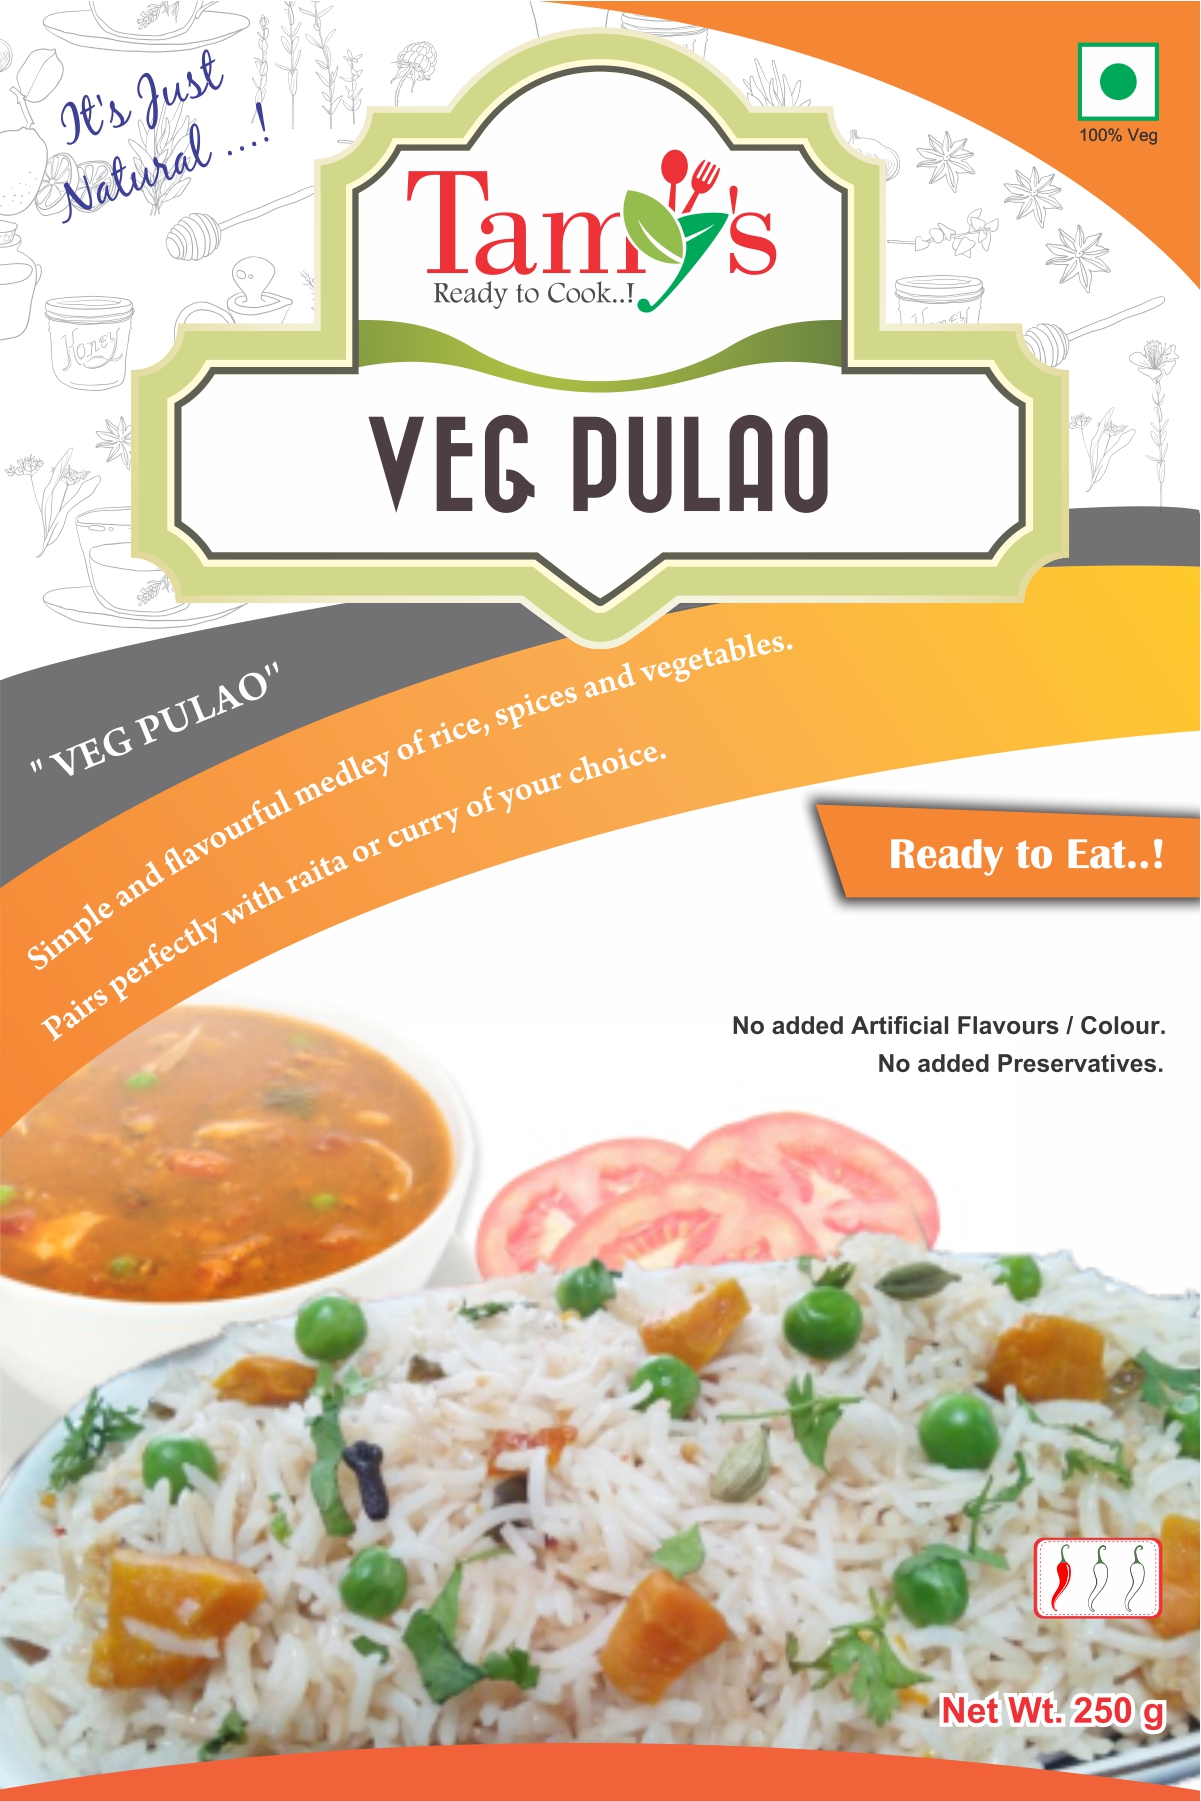 It's Just
Natural ...!
100% Veg
Tamy's
Ready to Cook..!
Honey
Honey
VEG PULAO
" VEG PULAO"
Simple and flavourful medley of rice, spices and vegetables.
Pairs perfectly with raita or curry of your choice.
Ready to Eat..!
No added Artificial Flavours / Colour.
No added Preservatives.
Net Wt. 250 g